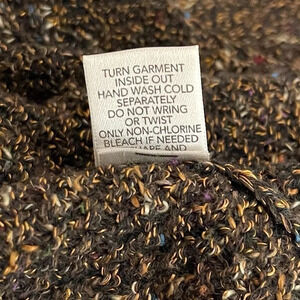 TURN GARMENT
INSIDE OUT
HAND WASH COLD
SEPARATELY
DO NOT WRING
OR TWIST
ONLY NON-CHLORINE
BLEACH IF NEEDED
AND